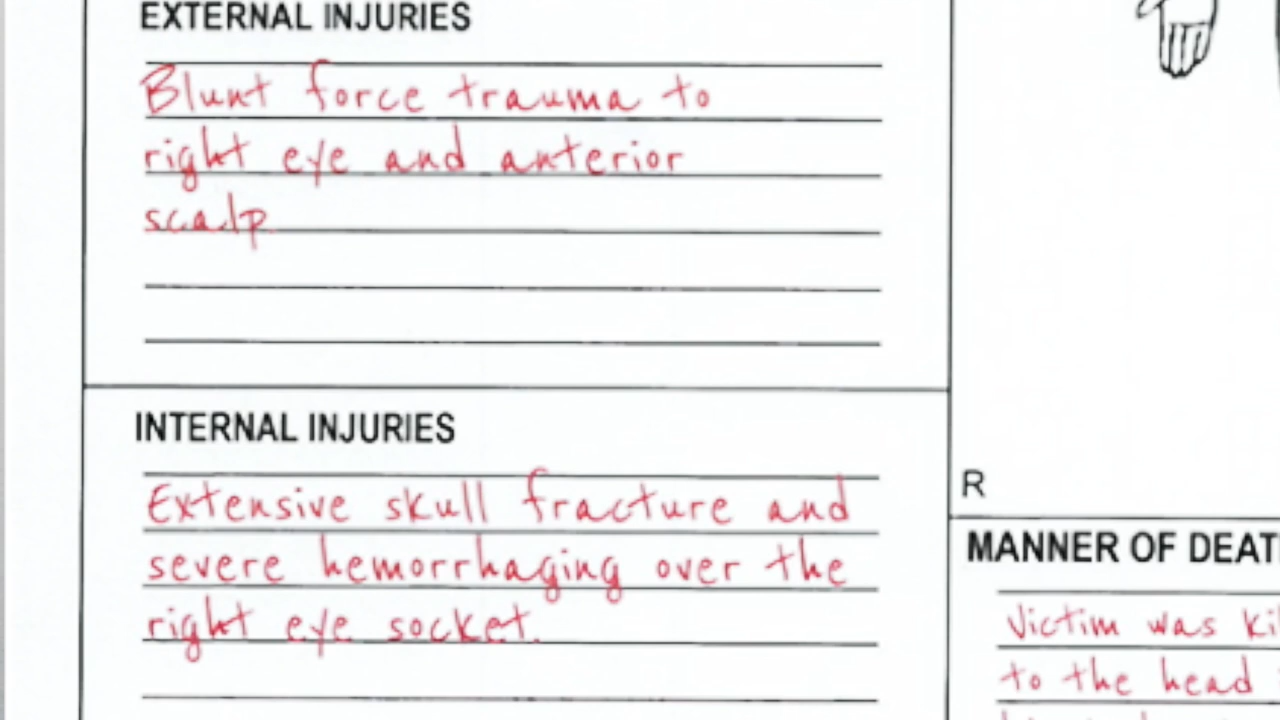 EXTERNAL INJURIES
Blunt force trauma to
right eye and anterior
scalp.
INTERNAL INJURIES
Extensive skull fracture and
severe hemorrhaging over the
right eye socket.
R
MANNER OF DEAT
Victim was ki
to the head